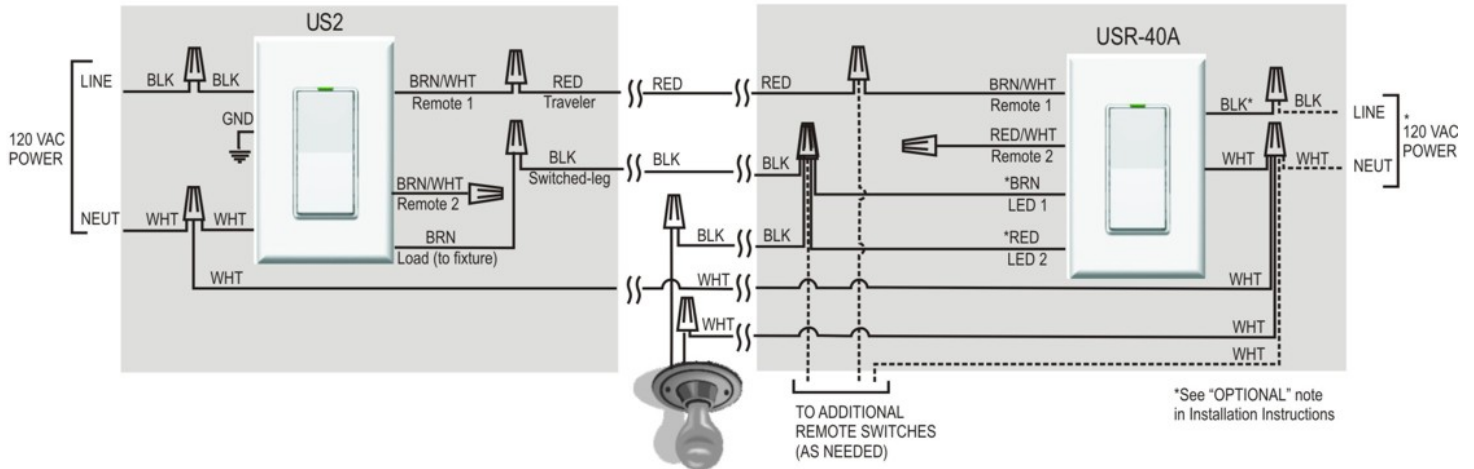 US2
USR-40A
LINE
BLK
BLK
BRN/WHT
Remote 1
RED
Traveler
RED
RED
BRN/WHT
Remote 1
BLK*
BLK
LINE
GND
120 VAC
POWER
RED/WHT
Remote 2
*
120 VAC
POWER
BLK
Switched-leg
BLK
BLK
WHT
WHT
NEUT
BRN/WHT
Remote 2
*BRN
LED 1
NEUT
WHT
WHT
BRN
Load (to fixture)
BLK
BLK
*RED
LED 2
WHT
WHT
WHT
WHT
WHT
WHT
TO ADDITIONAL
REMOTE SWITCHES
(AS NEEDED)
*See “OPTIONAL” note
in Installation Instructions